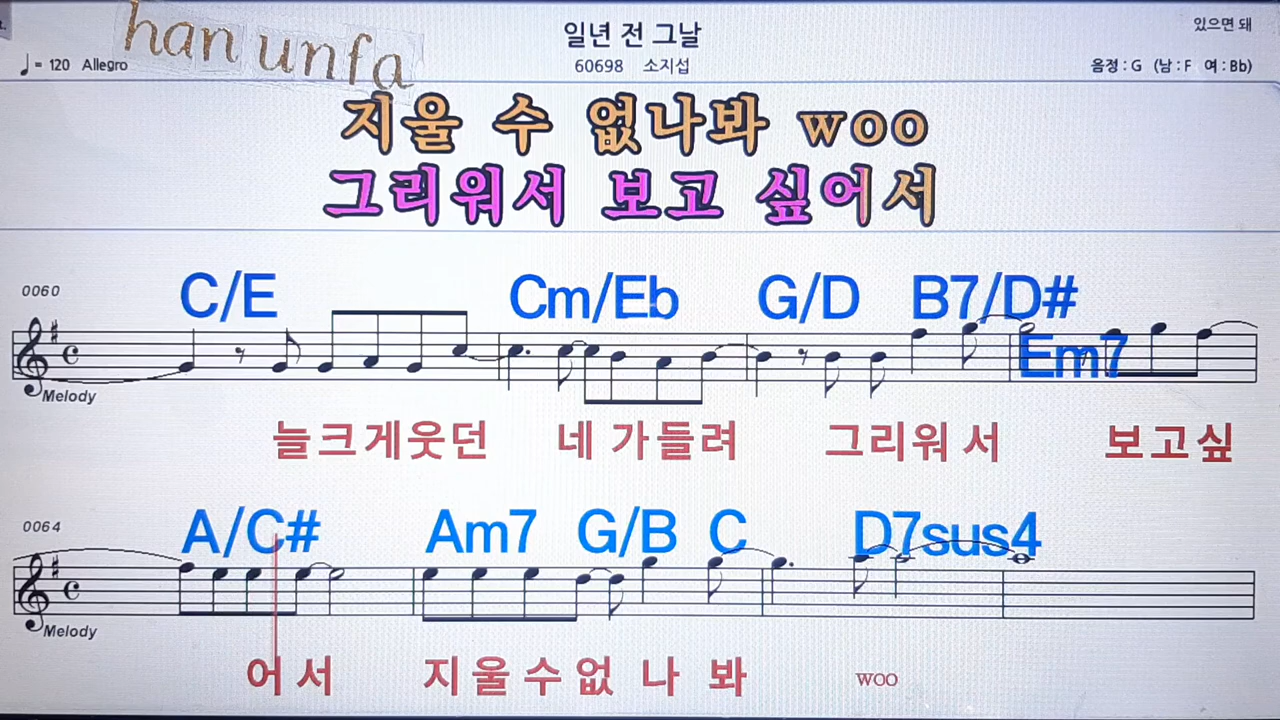 han unfa
일년 전 그날
있으면 돼
♩= 120 Allegro
60698 소지섭
음정 : G (남 : F 여 : Bb)
지울 수 없나봐 woo
그리워서 보고 싶어서
0060
C/E Cm/Eb G/D B7/D# Em7
Melody
늘크게웃던 네 가들려 그리워 서 보고싶
0064
A/C# Am7 G/B C D7sus4
Melody
어서 지울수없 나 봐 woo